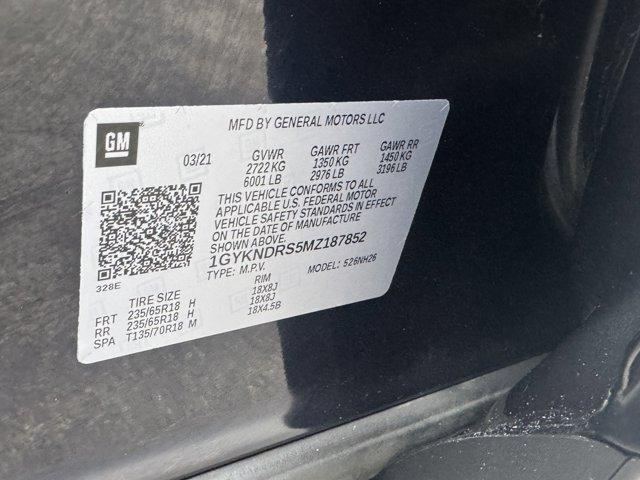 MFD BY GENERAL MOTORS LLC
GM
03/21 GVWR GAWR FRT GAWR RR
2722 KG 1350 KG 1450 KG
6001 LB 2976 LB 3196 LB
THIS VEHICLE CONFORMS TO ALL
APPLICABLE U.S. FEDERAL MOTOR
VEHICLE SAFETY STANDARDS IN EFFECT
ON THE DATE OF MANUFACTURE
SHOWN ABOVE.
1GYKNDRS5MZ187852
TYPE: M.P.V. MODEL: 526NH26
328E
TIRE SIZE RIM
FRT 235/65R18 H 18X8J
RR 235/65R18 H 18X8J
SPA T135/70R18 M 18X4.5B